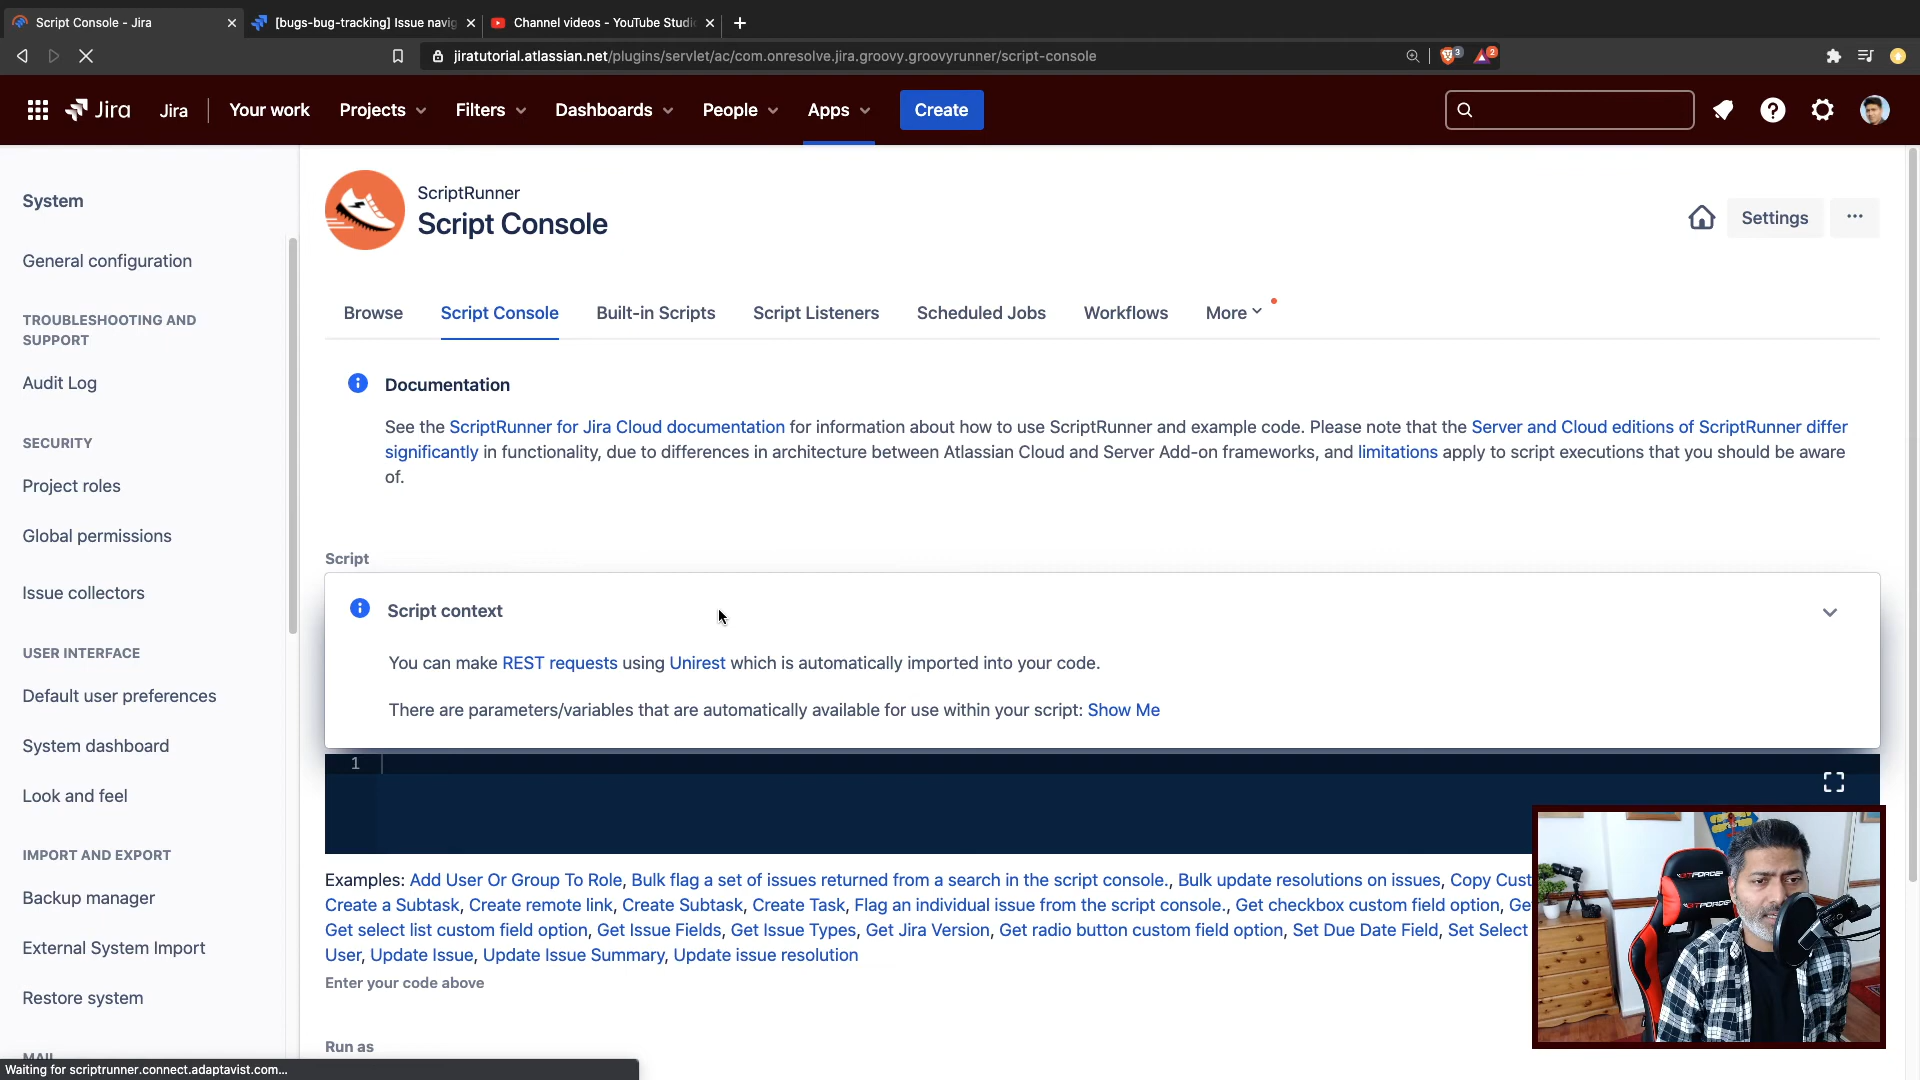 Script Console - Jira
[bugs-bug-tracking] Issue navig
Channel videos - YouTube Studi
jiratutorial.atlassian.net/plugins/servlet/ac/com.onresolve.jira.groovy.groovyrunner/script-console
3
2
Jira
Jira
Your work
Projects
Filters
Dashboards
People
Apps
Create
System
General configuration
TROUBLESHOOTING AND
SUPPORT
Audit Log
SECURITY
Project roles
Global permissions
Issue collectors
USER INTERFACE
Default user preferences
System dashboard
Look and feel
IMPORT AND EXPORT
Backup manager
External System Import
Restore system
MAIL
Waiting for scriptrunner.connect.adaptavist.com...
ScriptRunner
Script Console
Settings
Browse
Script Console
Built-in Scripts
Script Listeners
Scheduled Jobs
Workflows
More
Documentation
See the ScriptRunner for Jira Cloud documentation for information about how to use ScriptRunner and example code. Please note that the Server and Cloud editions of ScriptRunner differ
significantly in functionality, due to differences in architecture between Atlassian Cloud and Server Add-on frameworks, and limitations apply to script executions that you should be aware
of.
Script
Script context
You can make REST requests using Unirest which is automatically imported into your code.
There are parameters/variables that are automatically available for use within your script: Show Me
1
Examples: Add User Or Group To Role, Bulk flag a set of issues returned from a search in the script console., Bulk update resolutions on issues, Copy Cust
Create a Subtask, Create remote link, Create Subtask, Create Task, Flag an individual issue from the script console., Get checkbox custom field option, Ge
Get select list custom field option, Get Issue Fields, Get Issue Types, Get Jira Version, Get radio button custom field option, Set Due Date Field, Set Select
User, Update Issue, Update Issue Summary, Update issue resolution
Enter your code above
Run as